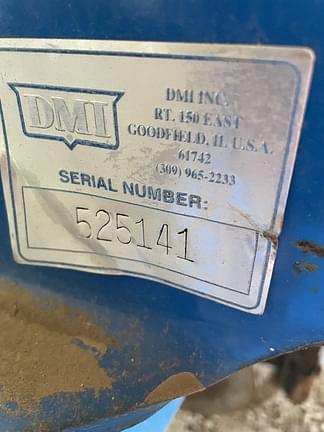 DMI
DMI INC.
RT. 150 EAST
GOODFIELD, IL U.S.A.
61742
(309) 965-2233
SERIAL NUMBER:
525141